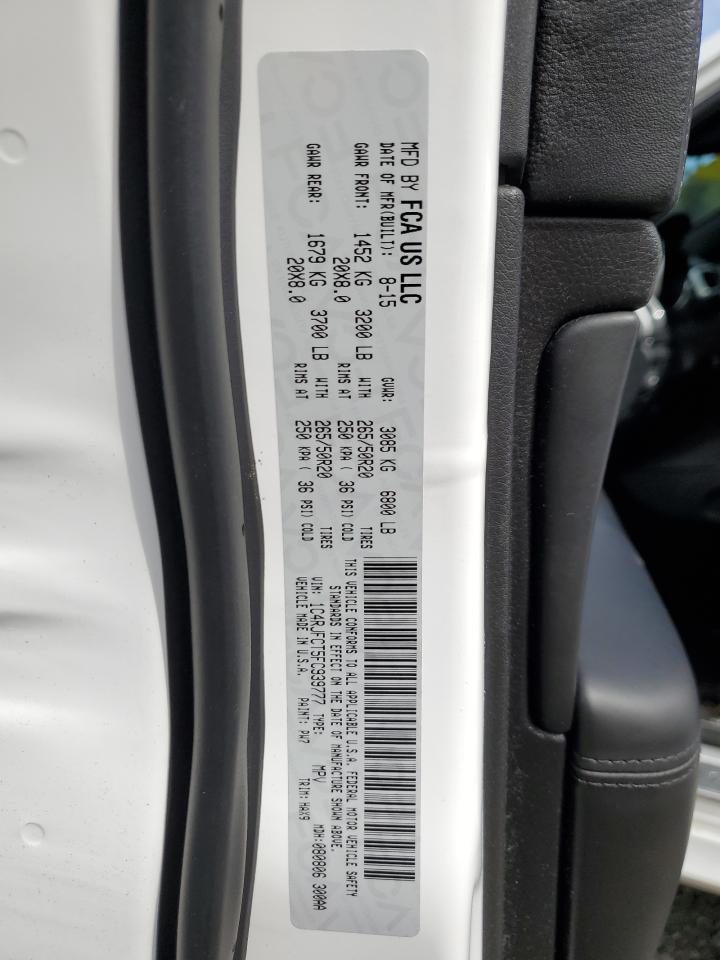 MFD BY FCA US LLC
DATE OF MFR(BUILT): 8-15 GVWR: 3085 KG 6800 LB
GAWR FRONT: 1452 KG 3200 LB WITH 265/50R20 TIRES
20X8.0 RIMS AT 250 KPA ( 36 PSI) COLD
GAWR REAR: 1679 KG 3700 LB WITH 265/50R20 TIRES
20X8.0 RIMS AT 250 KPA ( 36 PSI) COLD
THIS VEHICLE CONFORMS TO ALL APPLICABLE U.S.A. FEDERAL MOTOR VEHICLE SAFETY
STANDARDS IN EFFECT ON THE DATE OF MANUFACTURE SHOWN ABOVE.
VIN: 1C4RJFCT5FC939777 TYPE: MPV MDH:080806 300AA
VEHICLE MADE IN U.S.A. PAINT: PW7 TRIM: HAX9